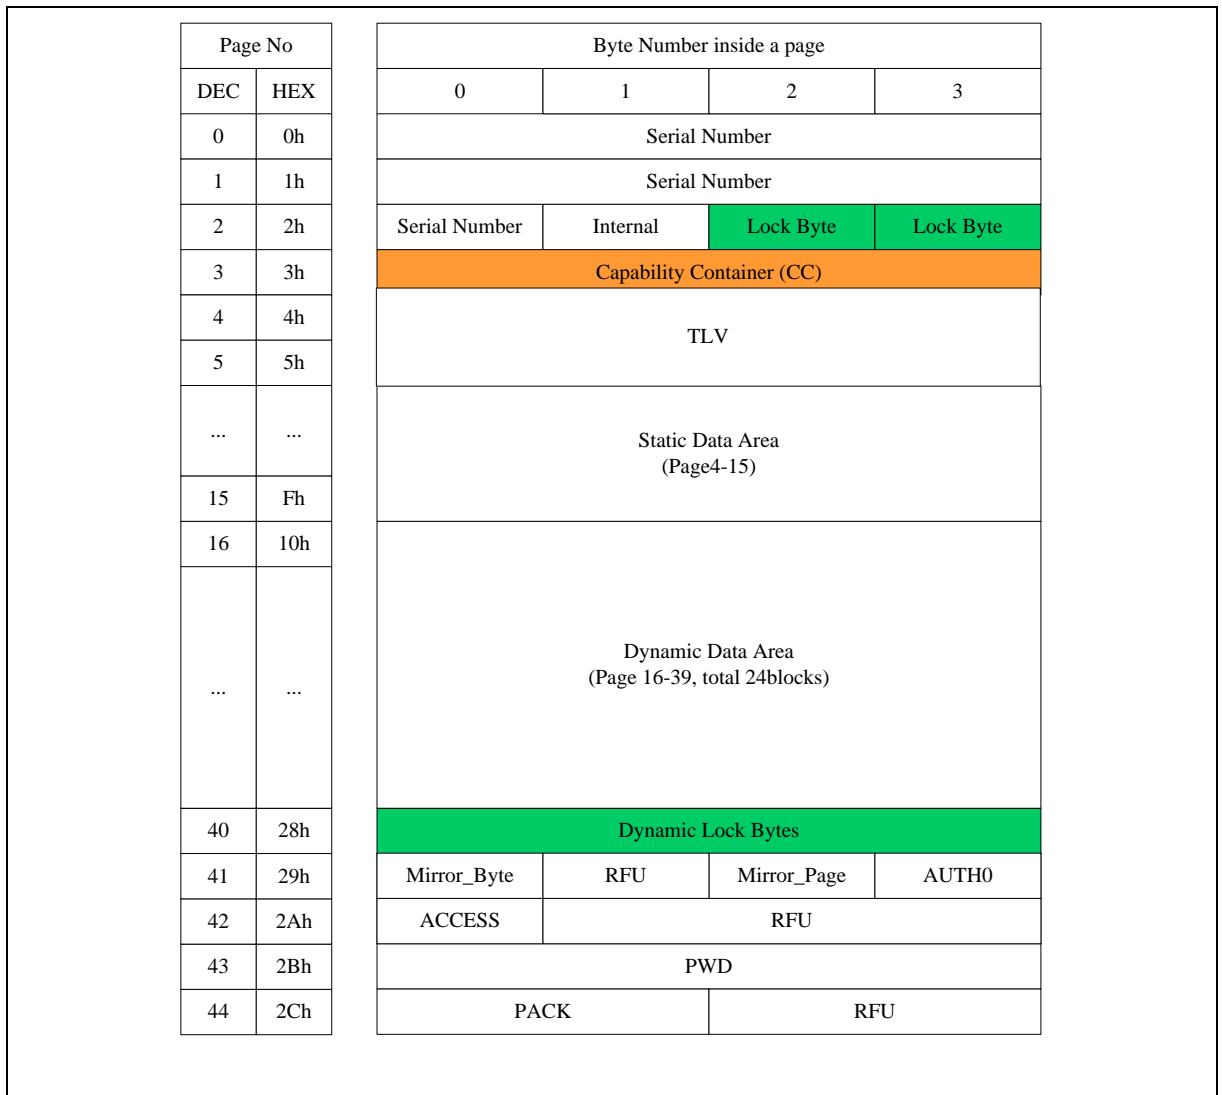 Page No Byte Number inside a page
DEC HEX 0 1 2 3
0 0h Serial Number
1 1h Serial Number
2 2h Serial Number Internal Lock Byte Lock Byte
3 3h Capability Container (CC)
4 4h
TLV
5 5h
... ...
Static Data Area
(Page4-15)
15 Fh
16 10h
Dynamic Data Area
(Page 16-39, total 24blocks)
... ...
40 28h Dynamic Lock Bytes
41 29h Mirror_Byte RFU Mirror_Page AUTH0
42 2Ah ACCESS RFU
43 2Bh PWD
44 2Ch PACK RFU